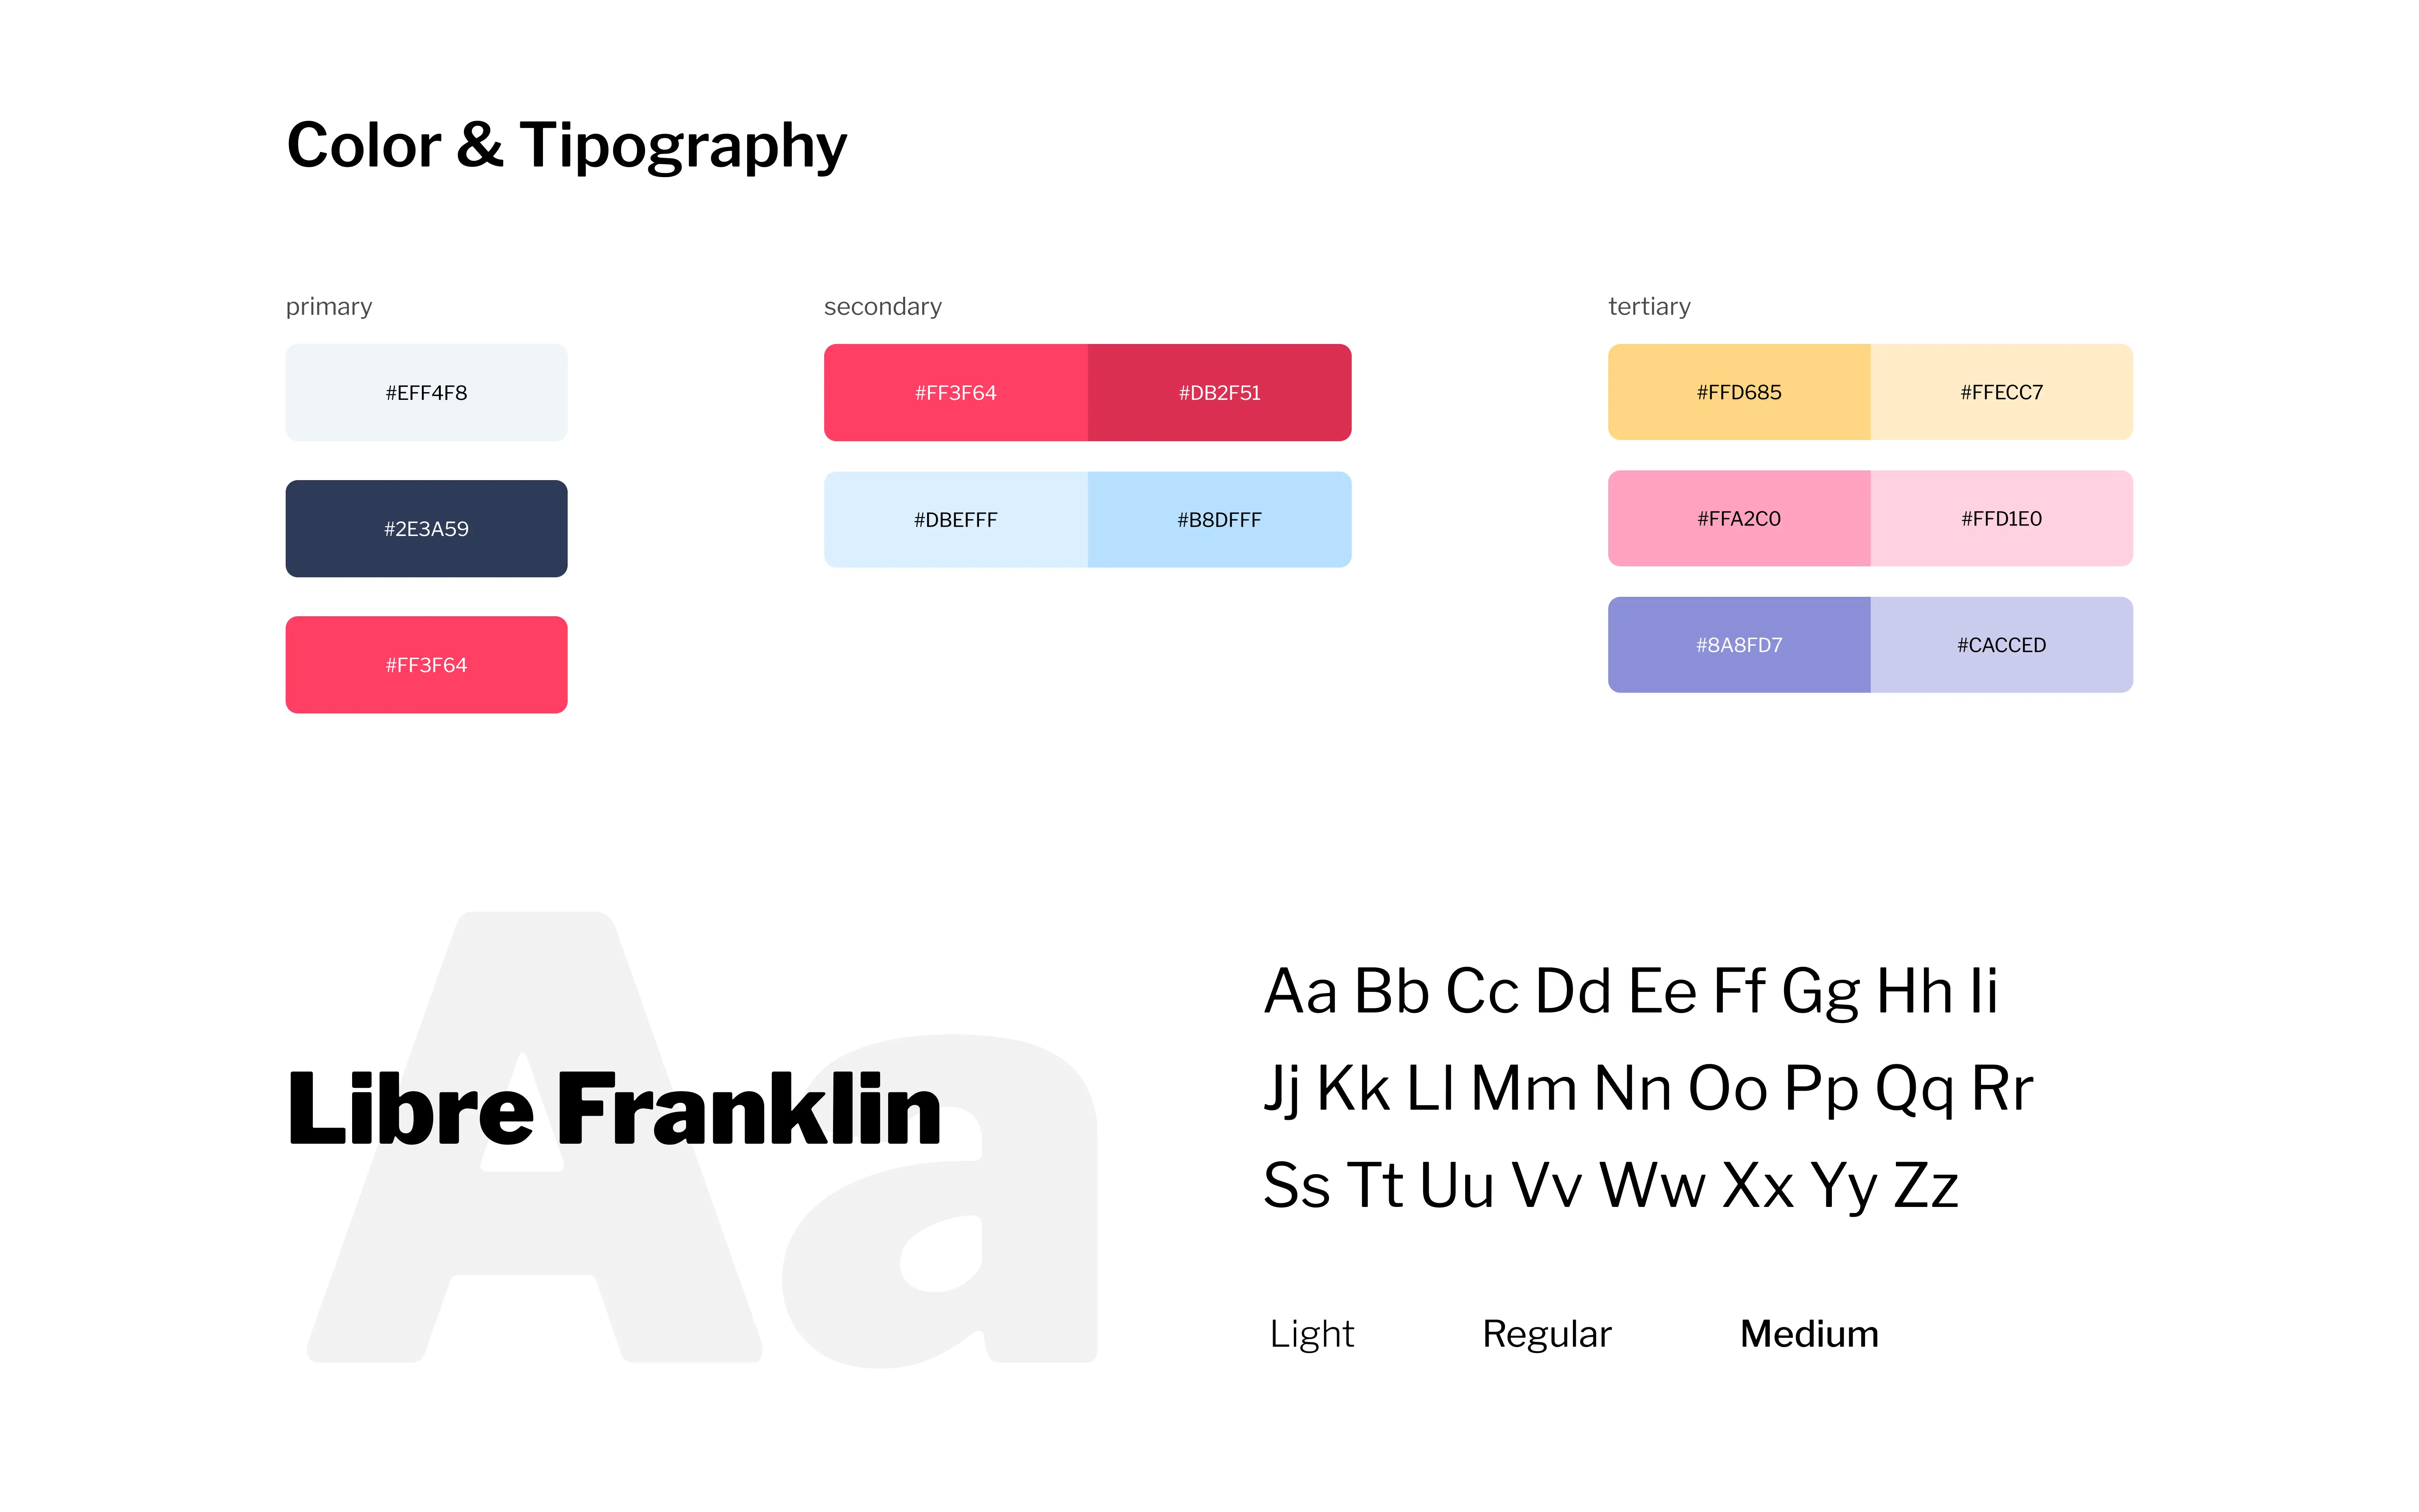 Color & Tipography
primary
#EFF4F8
#2E3A59
#FF3F64
secondary
#FF3F64 #DB2F51
#DBEFFF #B8DFFF
tertiary
#FFD685 #FFECC7
#FFA2C0 #FFD1E0
#8A8FD7 #CACCED
Aa
Libre Franklin
Aa Bb Cc Dd Ee Ff Gg Hh Ii
Jj Kk Ll Mm Nn Oo Pp Qq Rr
Ss Tt Uu Vv Ww Xx Yy Zz
Light Regular Medium